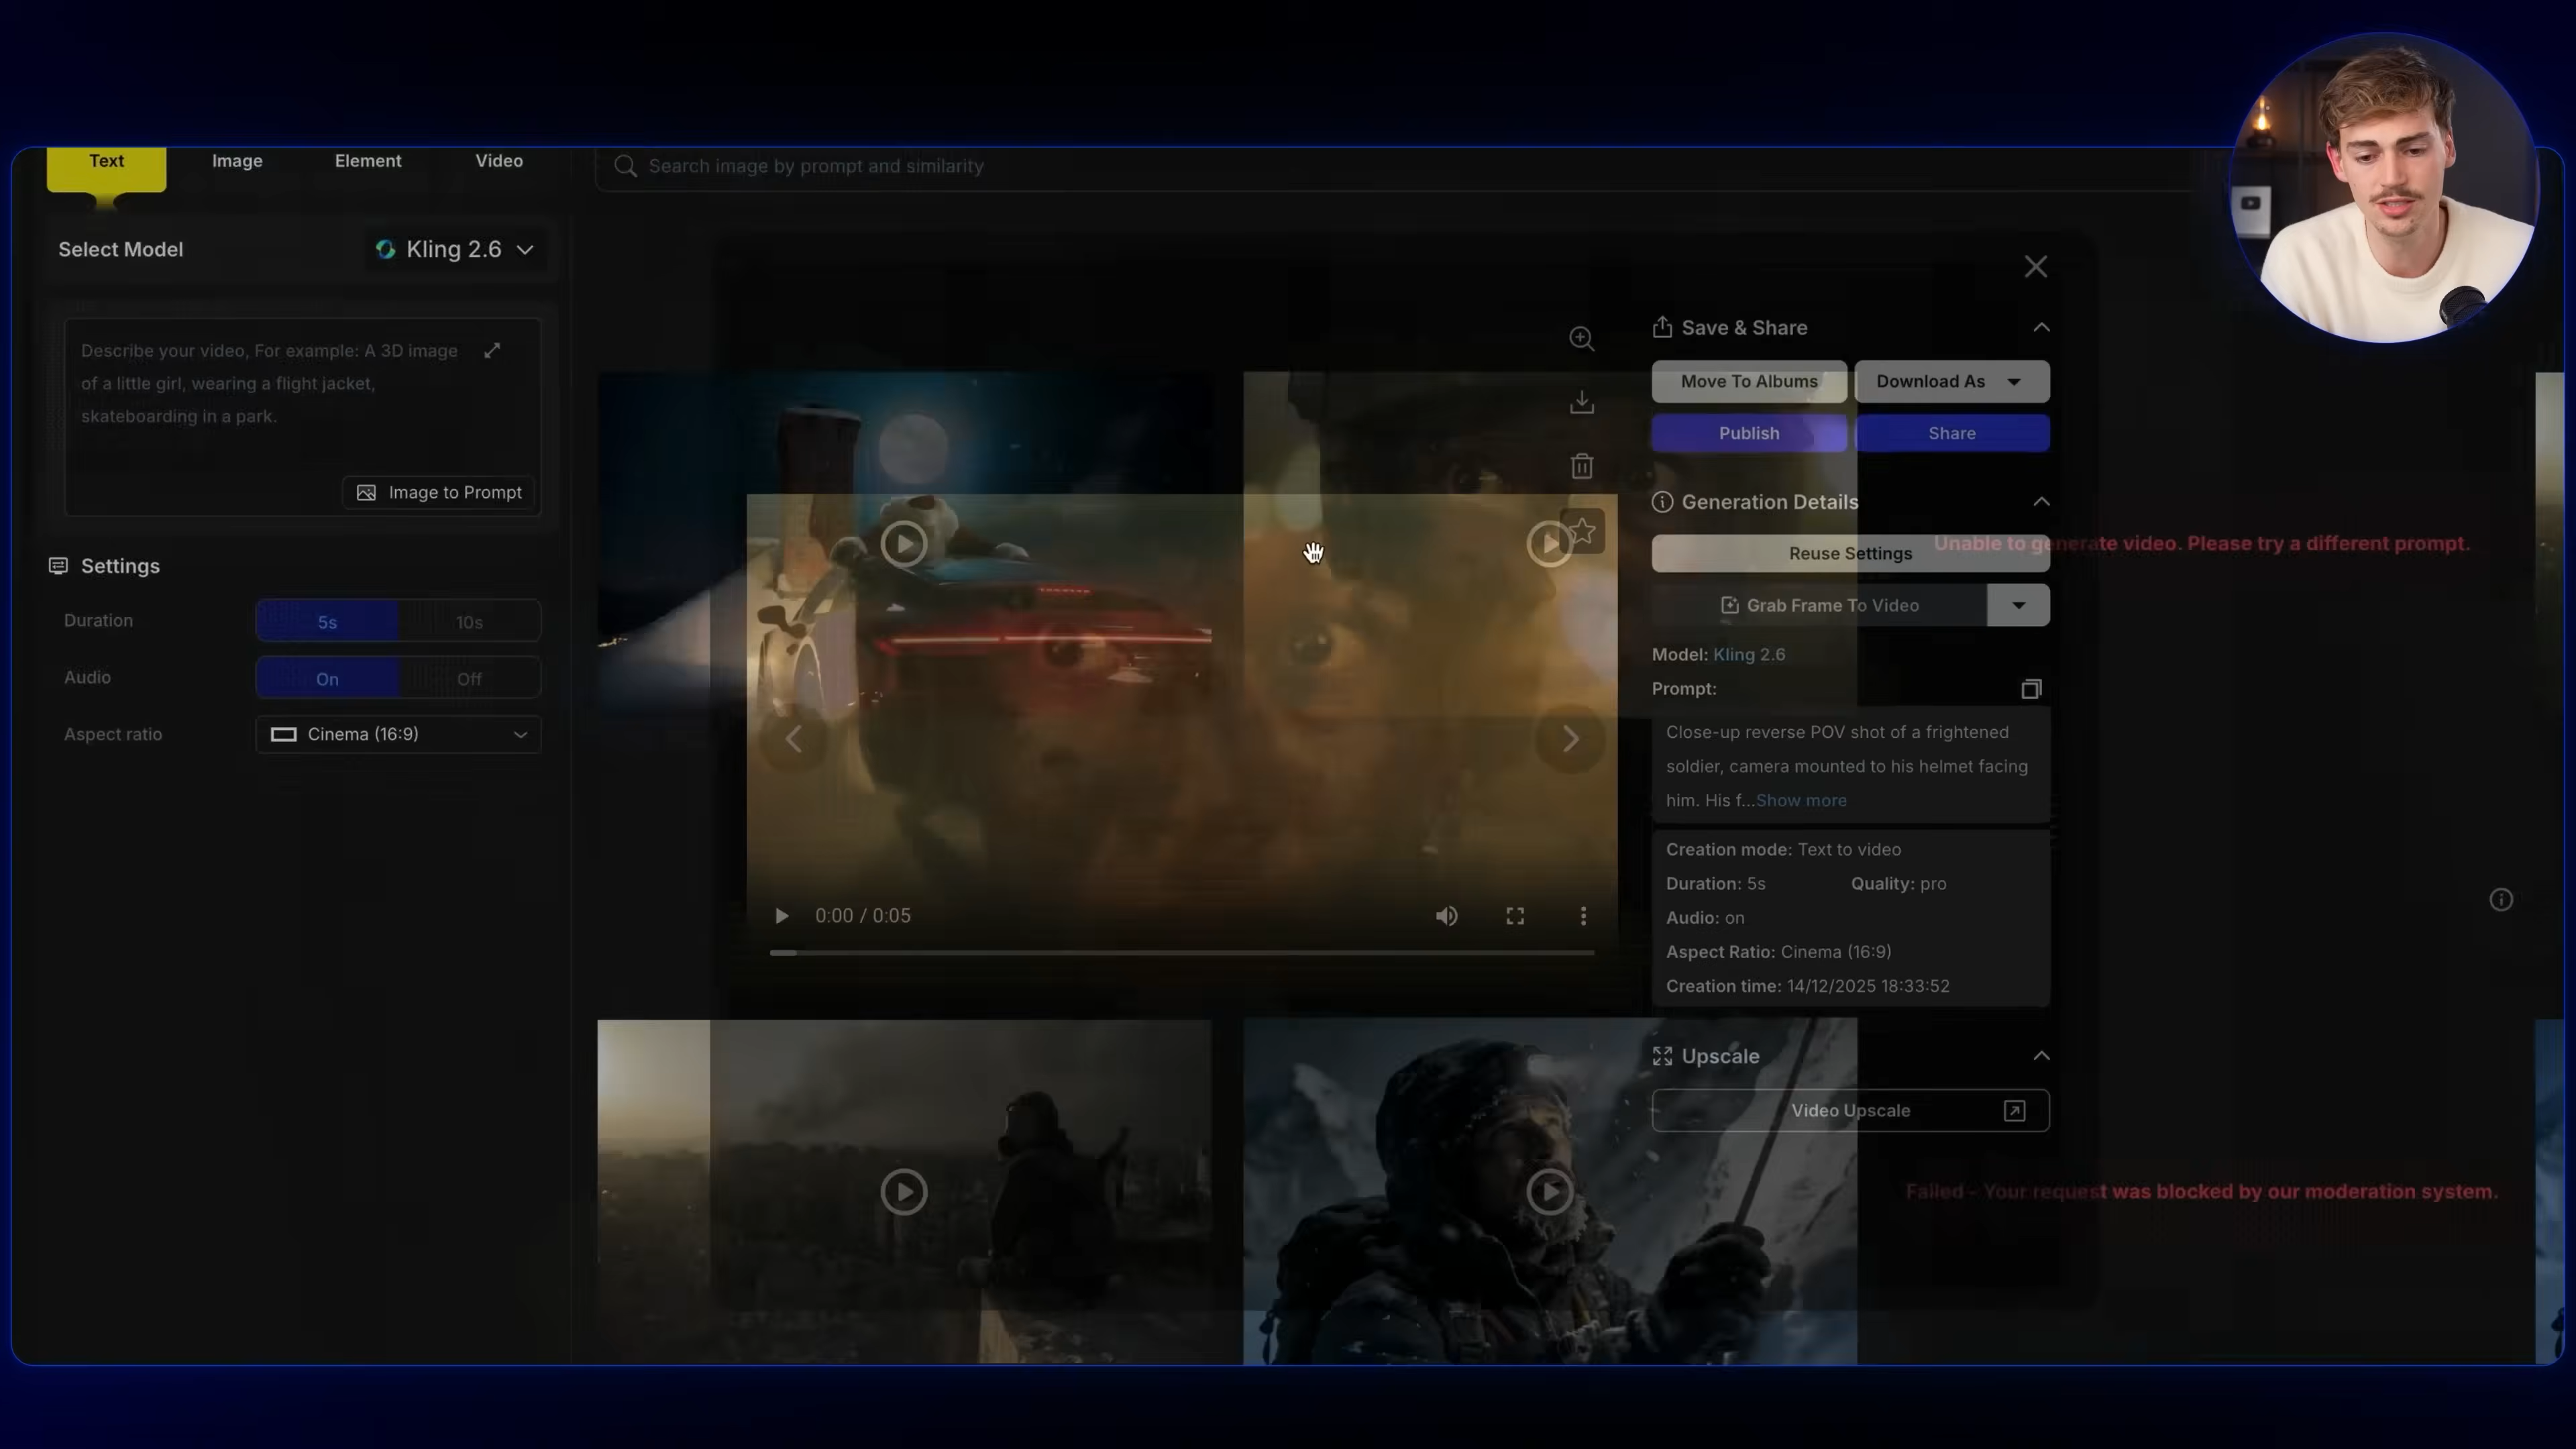 Text
Image
Element
Video
Search image by prompt and similarity
Select Model
Kling 2.6
Describe your video, For example: A 3D image
of a little girl, wearing a flight jacket,
skateboarding in a park.
Image to Prompt
Settings
Duration
5s
10s
Audio
On
Off
Aspect ratio
Cinema (16:9)
0:00 / 0:05
Save & Share
Move To Albums
Download As
Publish
Share
Generation Details
Reuse Settings
Unable to generate video. Please try a different prompt.
Grab Frame To Video
Model: Kling 2.6
Prompt:
Close-up reverse POV shot of a frightened
soldier, camera mounted to his helmet facing
him. His f...Show more
Creation mode: Text to video
Duration: 5s
Quality: pro
Audio: on
Aspect Ratio: Cinema (16:9)
Creation time: 14/12/2025 18:33:52
Upscale
Video Upscale
Failed - Your request was blocked by our moderation system.